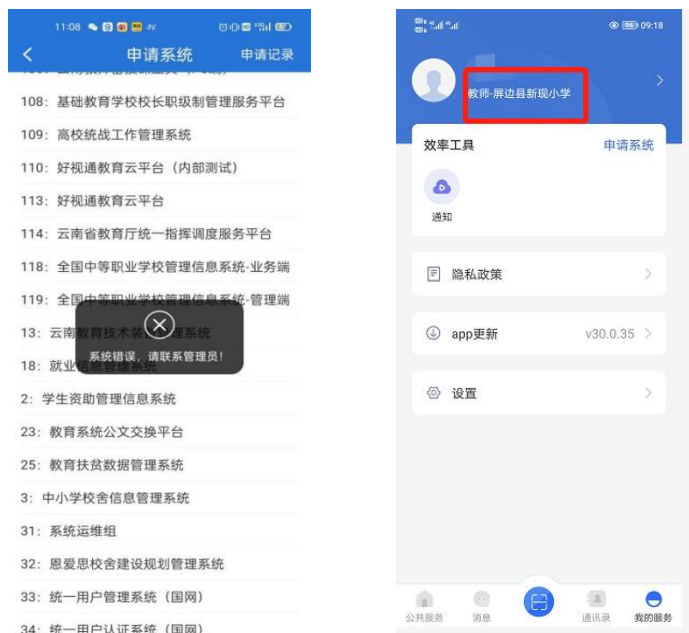 11:08
申请系统
申请记录
108：基础教育学校校长职级制管理服务平台
109：高校统战工作管理系统
110：好视通教育云平台（内部测试）
113：好视通教育云平台
114：云南省教育厅统一指挥调度服务平台
118：全国中等职业学校管理信息系统-业务端
119：全国中等职业学校管理信息系统-管理端
13：云南教育技术装备管理系统
系统错误，请联系管理员！
18：就业信息管理系统
2：学生资助管理信息系统
23：教育系统公文交换平台
25：教育扶贫数据管理系统
3：中小学校舍信息管理系统
31：系统运维组
32：恩爱思校舍建设规划管理系统
33：统一用户管理系统（国网）
34：统一用户认证系统（国网）
09:18
教师-屏边县新现小学
效率工具
申请系统
通知
隐私政策
app更新
v30.0.35
设置
公共服务
消息
通讯录
我的服务